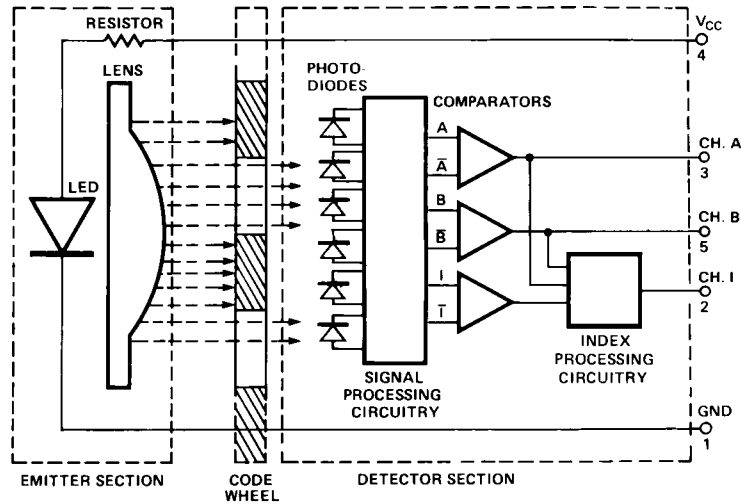 RESISTOR
LENS
LED
EMITTER SECTION
CODE
WHEEL
PHOTO-
DIODES
COMPARATORS
A
A̅
B
B̅
I
I̅
SIGNAL
PROCESSING
CIRCUITRY
INDEX
PROCESSING
CIRCUITRY
DETECTOR SECTION
VCC
4
CH. A
3
CH. B
5
CH. I
2
GND
1